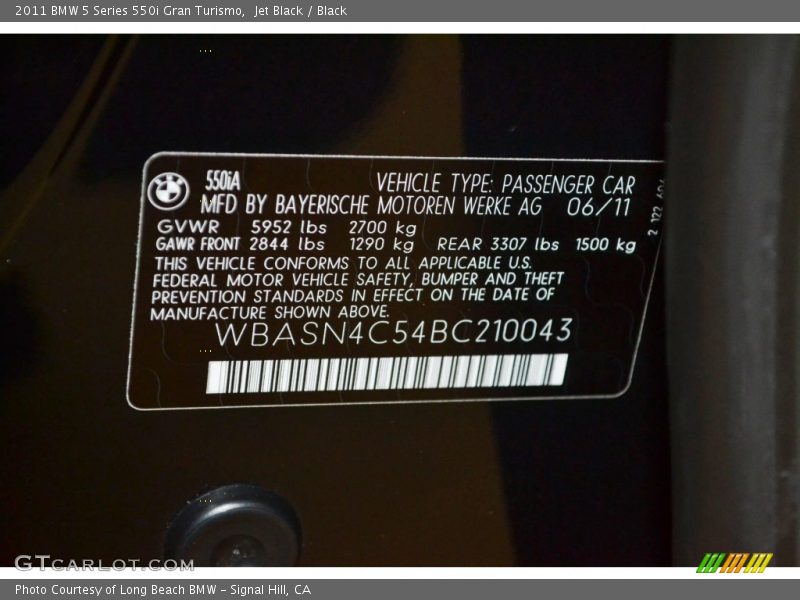 2011 BMW 5 Series 550i Gran Turismo, Jet Black / Black
550iA
VEHICLE TYPE: PASSENGER CAR
MFD BY BAYERISCHE MOTOREN WERKE AG 06/11
GVWR 5952 lbs 2700 kg
GAWR FRONT 2844 lbs 1290 kg REAR 3307 lbs 1500 kg
THIS VEHICLE CONFORMS TO ALL APPLICABLE U.S.
FEDERAL MOTOR VEHICLE SAFETY, BUMPER AND THEFT
PREVENTION STANDARDS IN EFFECT ON THE DATE OF
MANUFACTURE SHOWN ABOVE.
WBASN4C54BC210043
2 122
GTcarlot.com
Photo Courtesy of Long Beach BMW - Signal Hill, CA